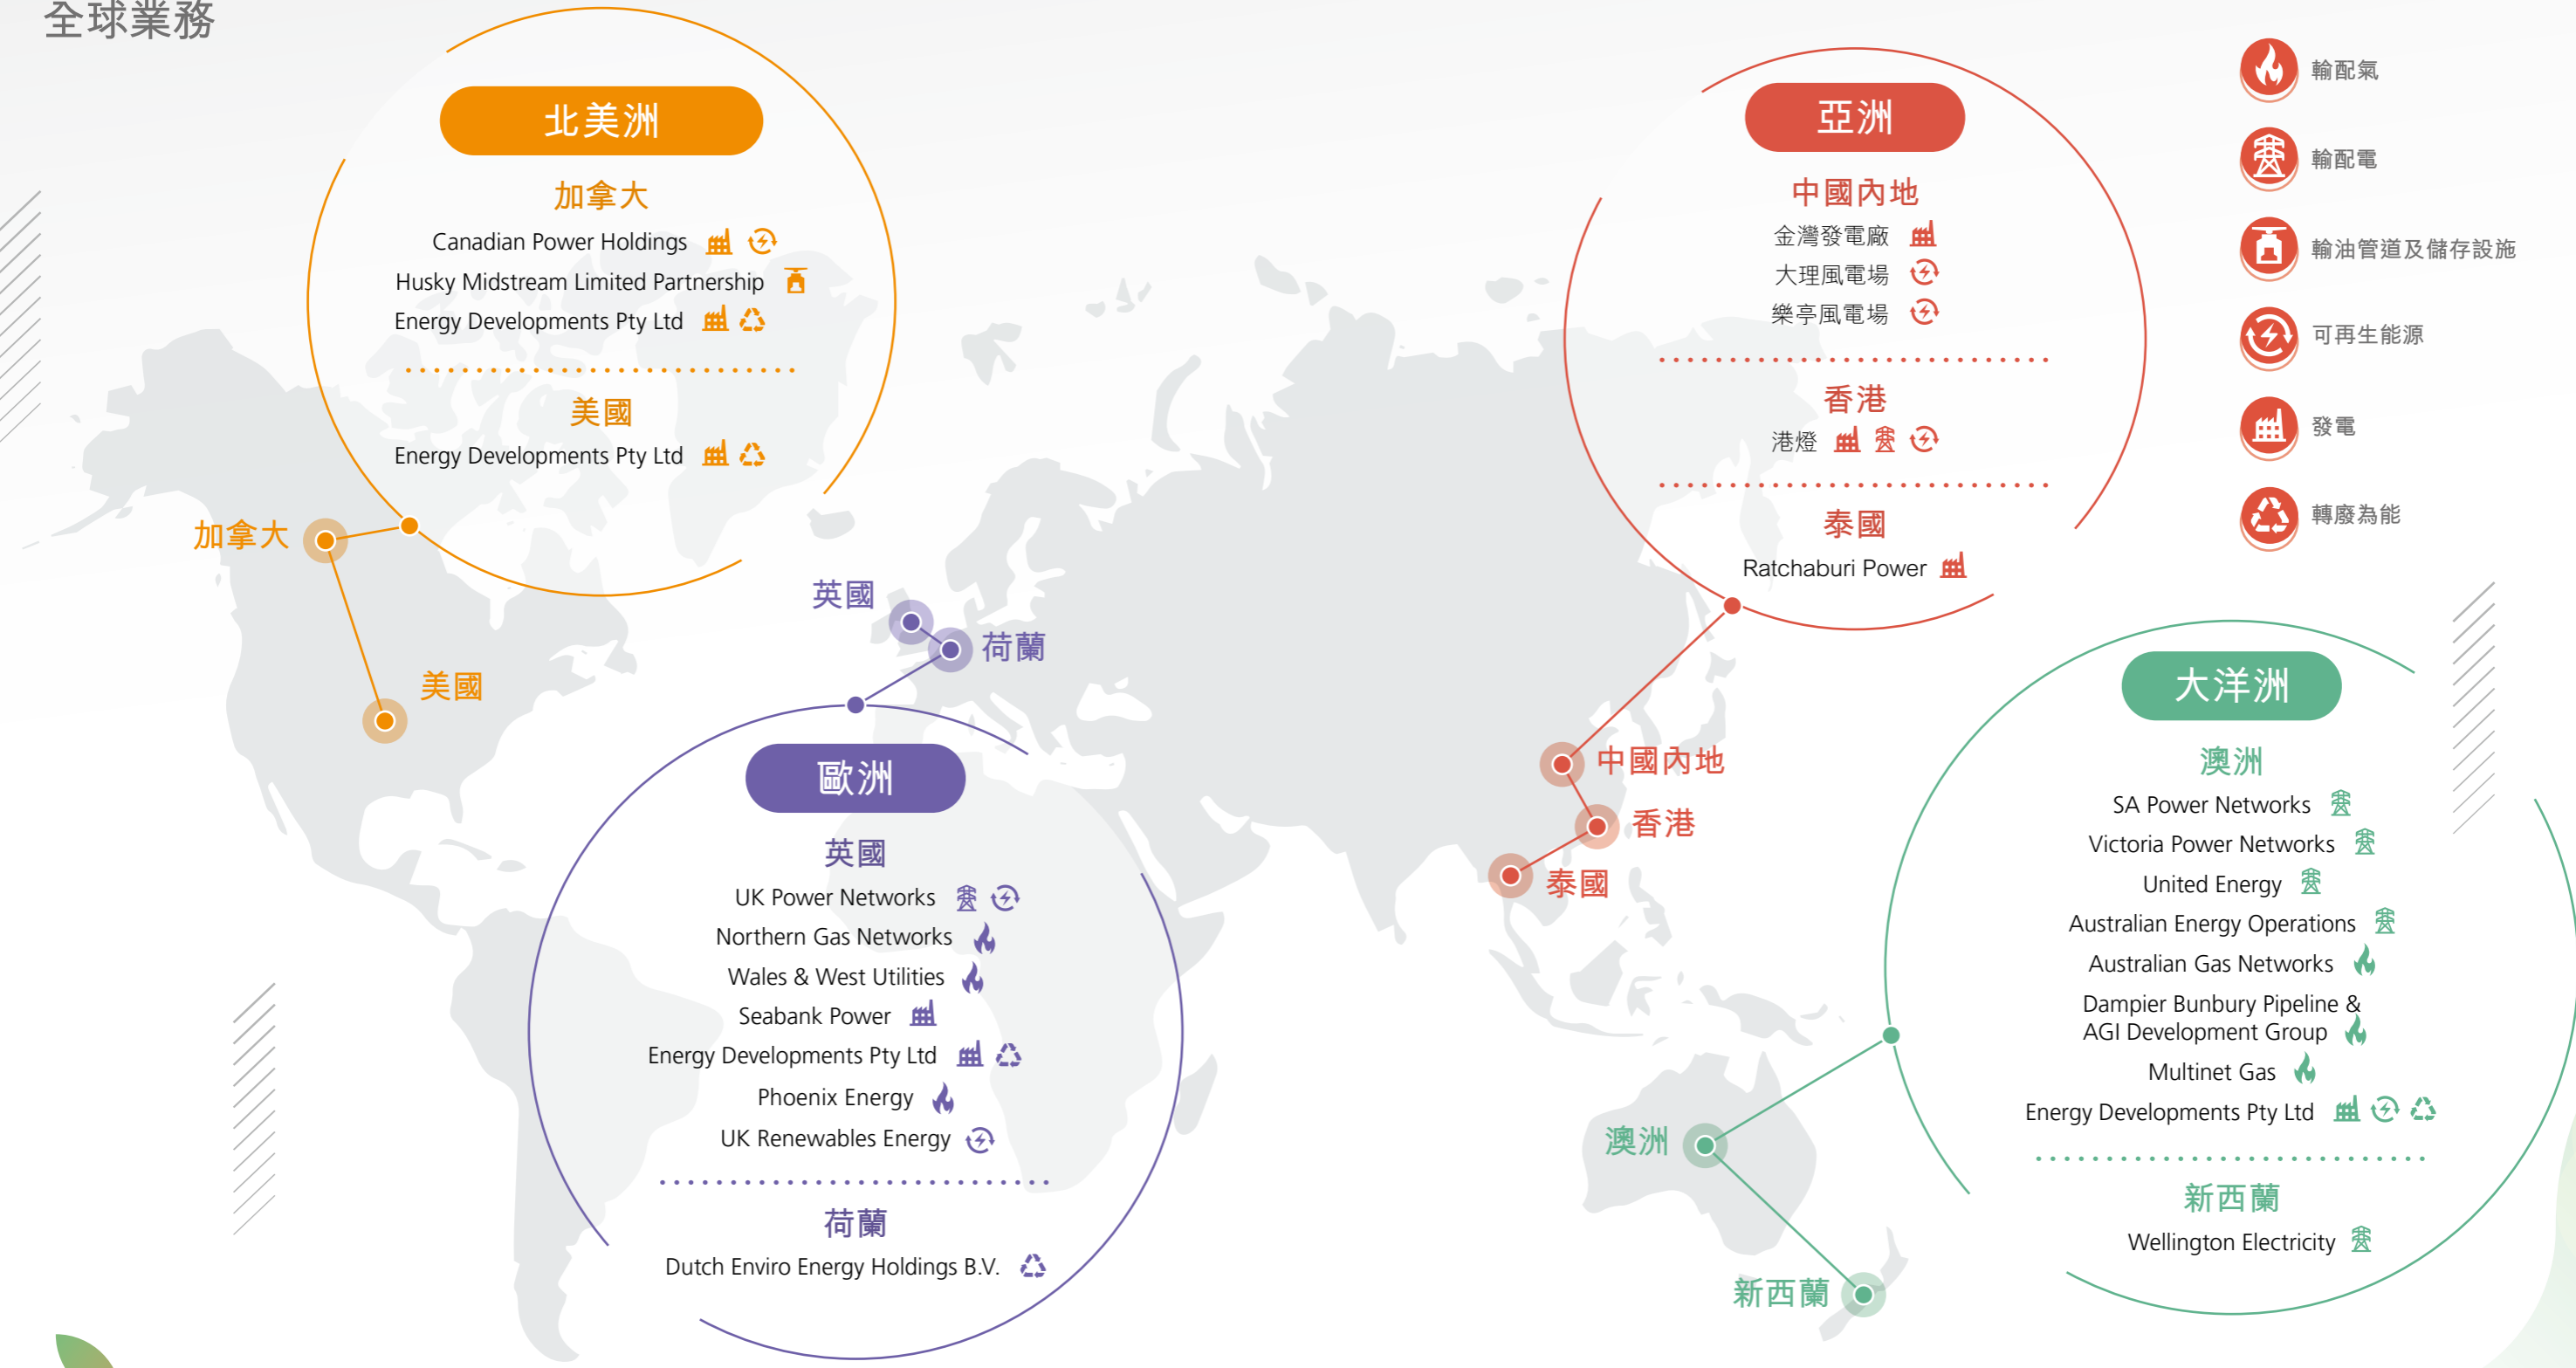 全球業務
北美洲
加拿大
Canadian Power Holdings
Husky Midstream Limited Partnership
Energy Developments Pty Ltd
美國
Energy Developments Pty Ltd
加拿大
美國
英國
荷蘭
歐洲
英國
UK Power Networks
Northern Gas Networks
Wales & West Utilities
Seabank Power
Energy Developments Pty Ltd
Phoenix Energy
UK Renewables Energy
荷蘭
Dutch Enviro Energy Holdings B.V.
亞洲
中國內地
金灣發電廠
大理風電場
樂亭風電場
香港
港燈
泰國
Ratchaburi Power
中國內地
香港
泰國
輸配氣
輸配電
輸油管道及儲存設施
可再生能源
發電
轉廢為能
大洋洲
澳洲
SA Power Networks
Victoria Power Networks
United Energy
Australian Energy Operations
Australian Gas Networks
Dampier Bunbury Pipeline &
AGI Development Group
Multinet Gas
Energy Developments Pty Ltd
新西蘭
Wellington Electricity
澳洲
新西蘭